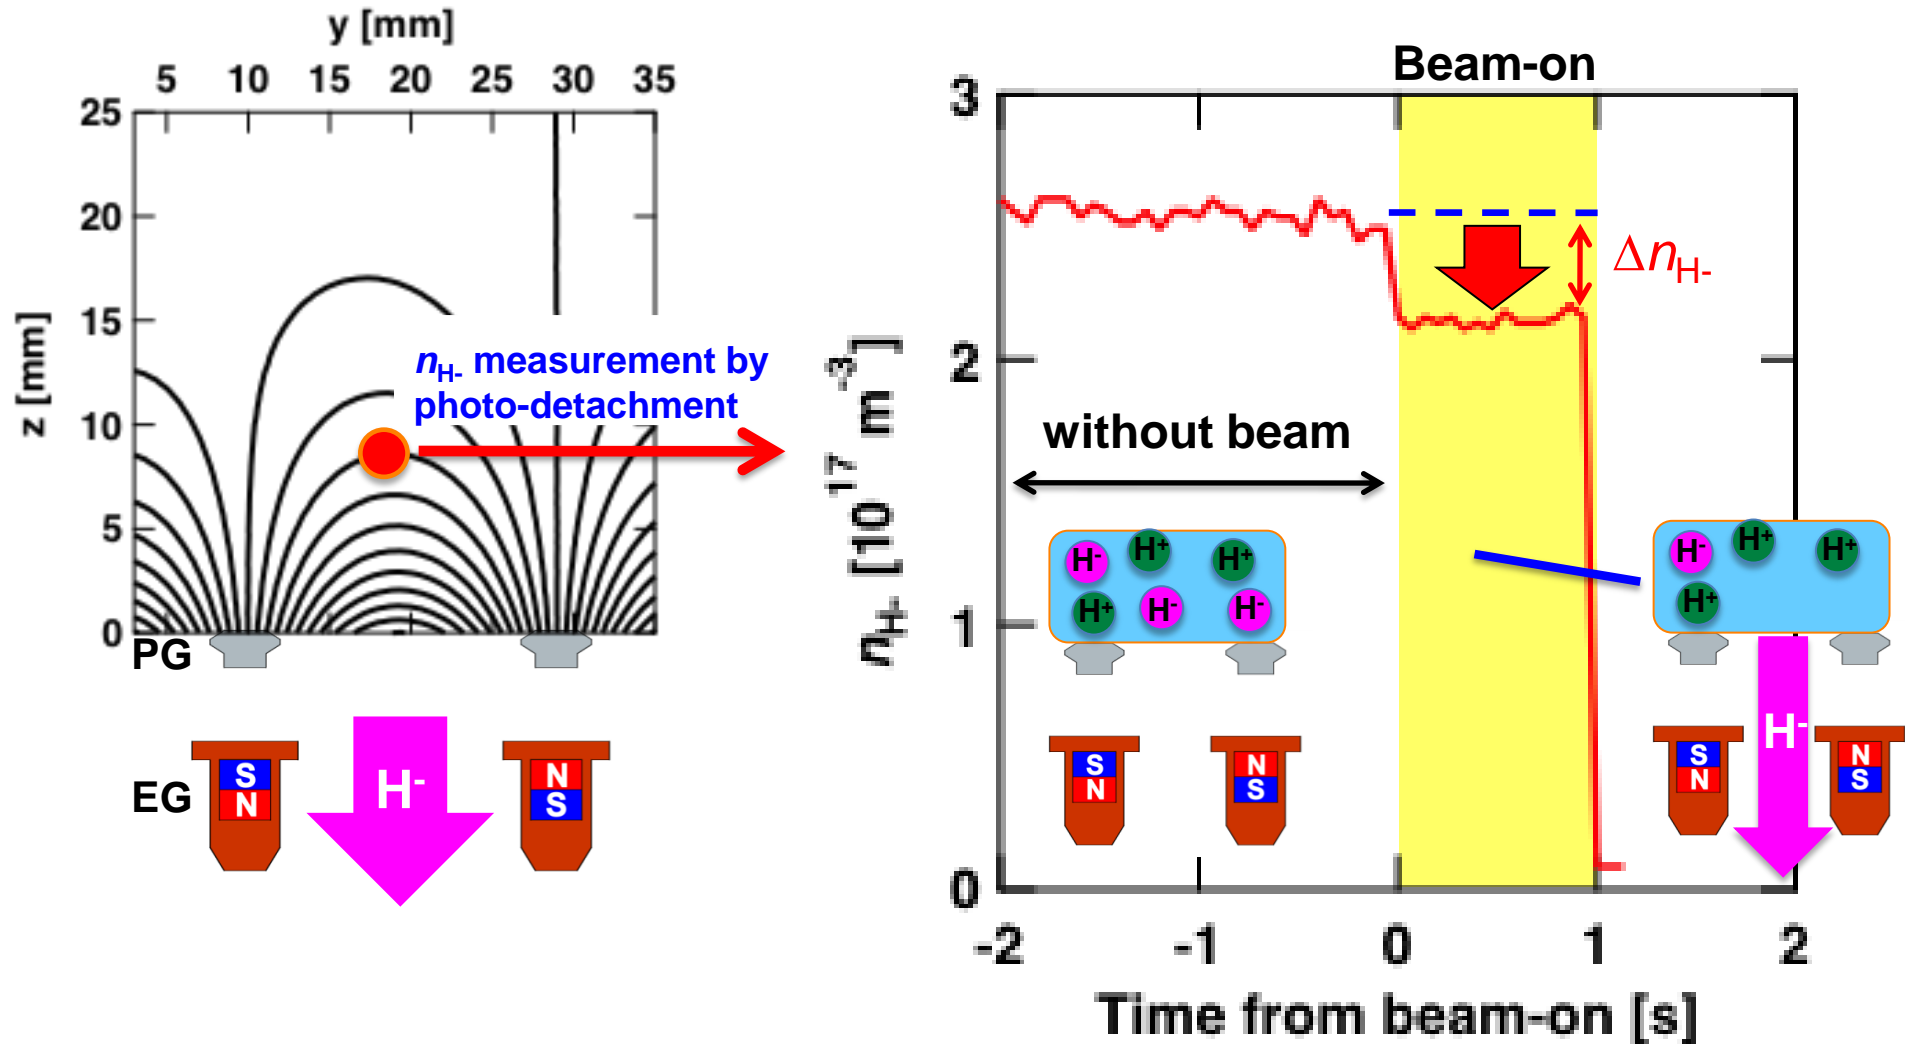 y [mm]
5 10 15 20 25 30 35
25
20
15
10
5
0
z [mm]
nH- measurement by
photo-detachment
PG
EG
S
N
H-
N
S
Beam-on
3
2
1
0
nH- [10^17 m^-3]
ΔnH-
without beam
H- H+ H+
H+ H- H-
S
N
N
S
H- H+ H+
H+
H-
S
N
N
S
-2 -1 0 1 2
Time from beam-on [s]